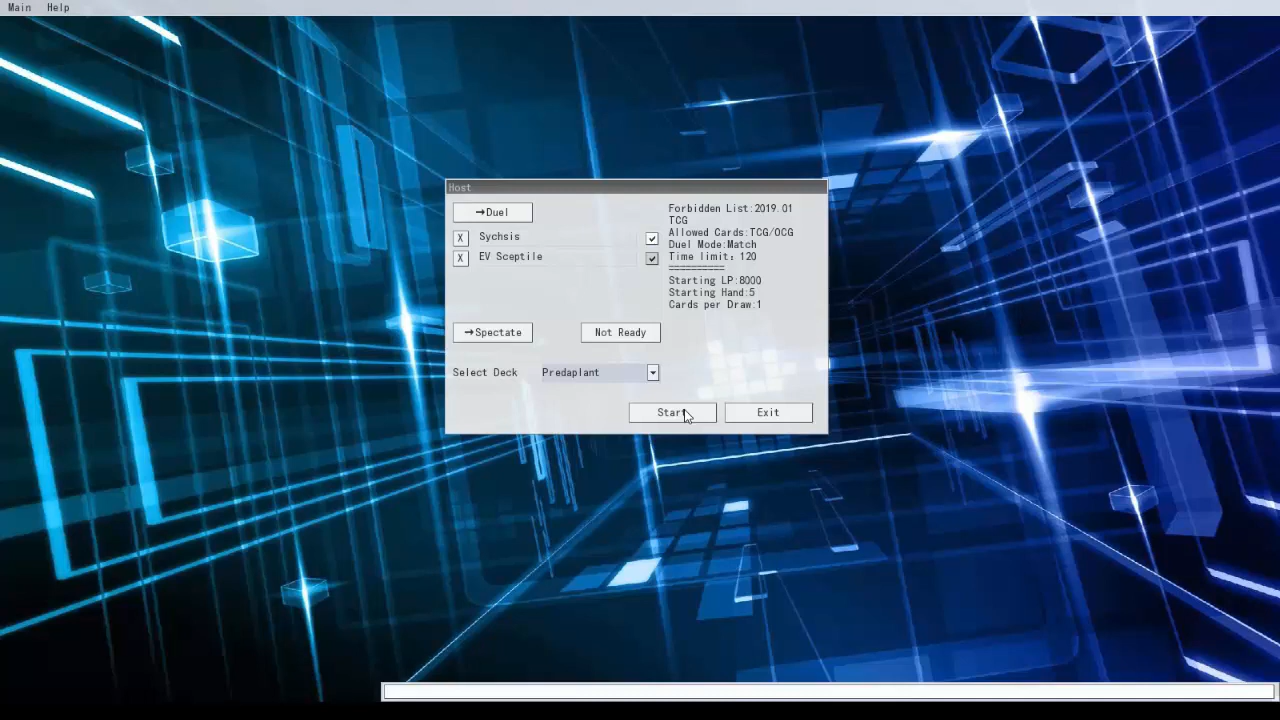 Main Help
Host
→Duel
X Sychsis
X EV Sceptile
Forbidden List:2019.01
TCG
Allowed Cards:TCG/OCG
Duel Mode:Match
Time limit: 120
==========
Starting LP:8000
Starting Hand:5
Cards per Draw:1
→Spectate Not Ready
Select Deck Predaplant
Start Exit